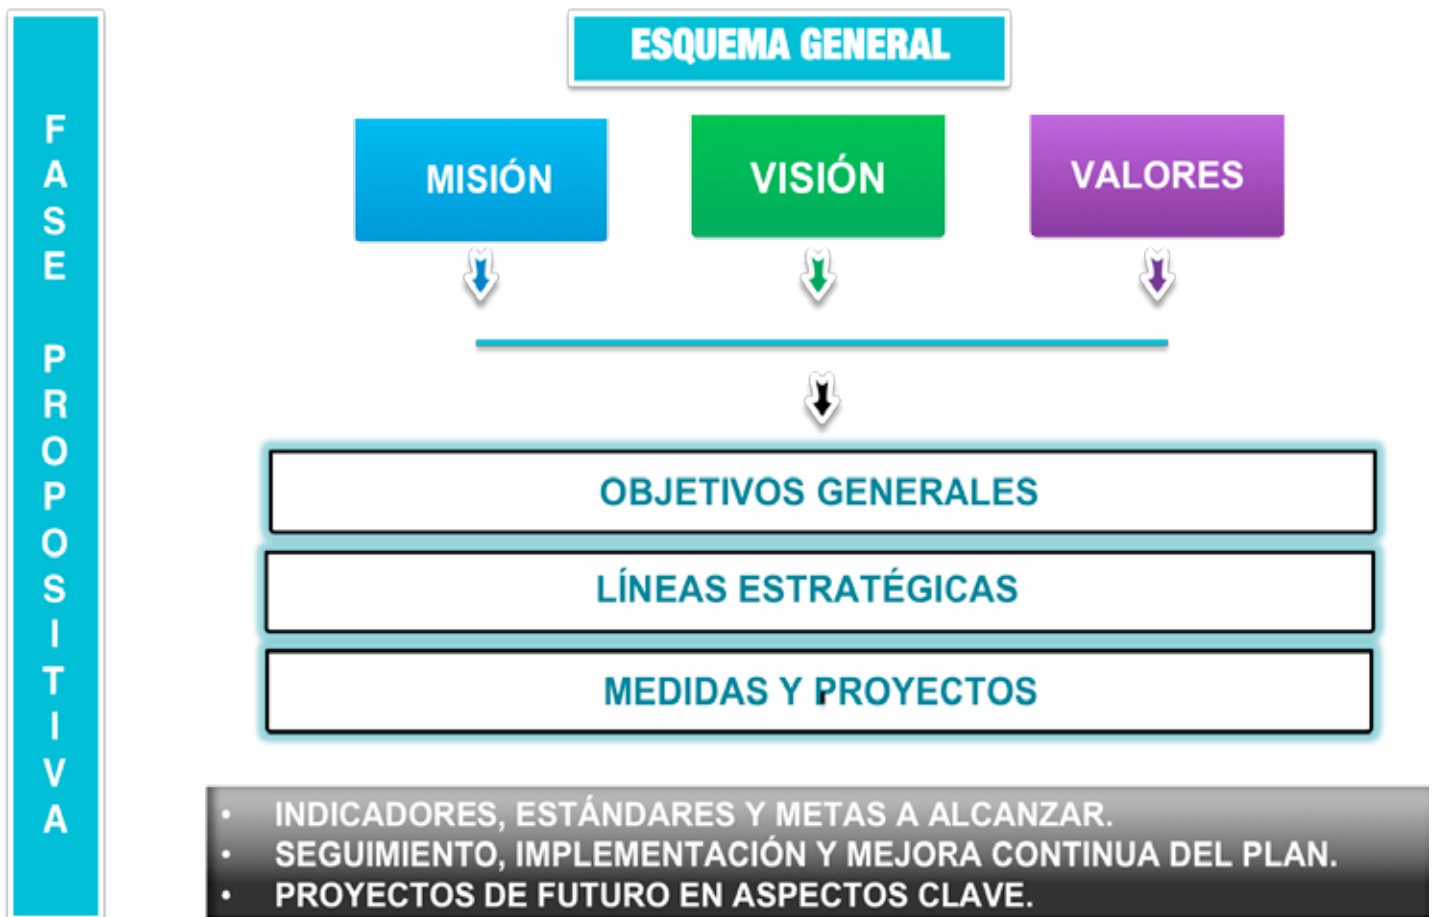 FASE PROPOSITIVA
ESQUEMA GENERAL
MISIÓN
VISIÓN
VALORES
OBJETIVOS GENERALES
LÍNEAS ESTRATÉGICAS
MEDIDAS Y PROYECTOS
• INDICADORES, ESTÁNDARES Y METAS A ALCANZAR.
• SEGUIMIENTO, IMPLEMENTACIÓN Y MEJORA CONTINUA DEL PLAN.
• PROYECTOS DE FUTURO EN ASPECTOS CLAVE.